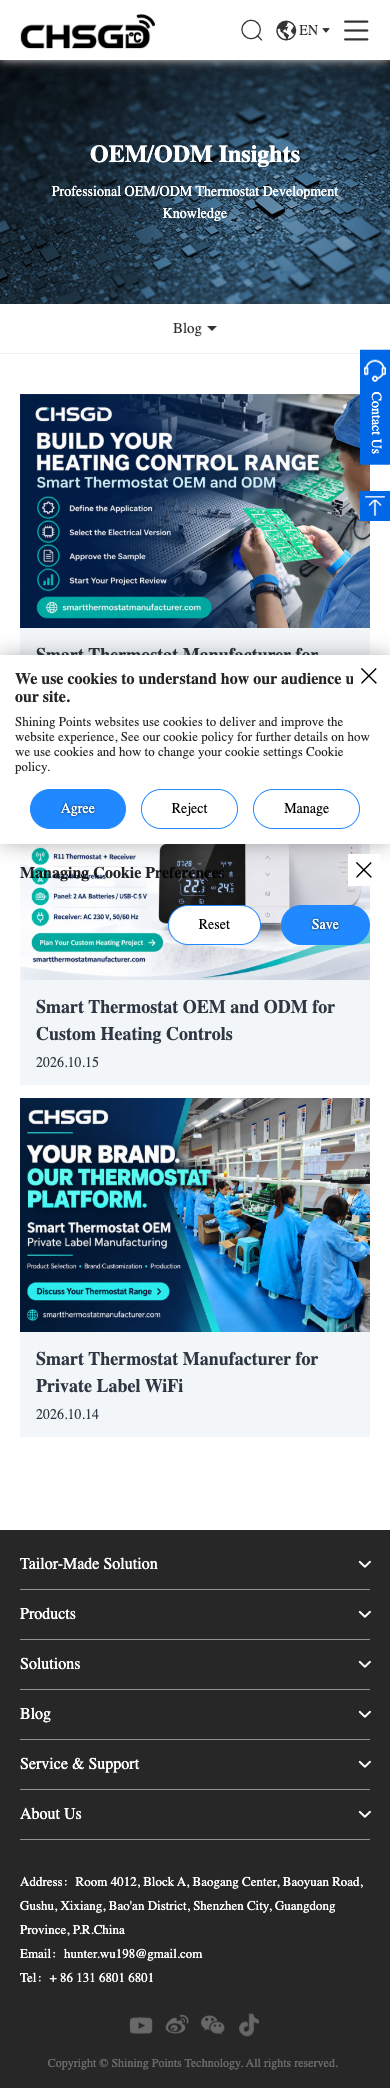 CHSGD
°C
EN
OEM/ODM Insights
Professional OEM/ODM Thermostat Development
Knowledge
Blog
Contact Us
CHSGD
BUILD YOUR
HEATING CONTROL RANGE
Smart Thermostat OEM and ODM
Define the Application
Select the Electrical Version
Approve the Sample
Start Your Project Review
smartthermostatmanufacturer.com
Smart Thermostat Manufacturer for
We use cookies to understand how our audience u
our site.
Shining Points websites use cookies to deliver and improve the
website experience, See our cookie policy for further details on how
we use cookies and how to change your cookie settings Cookie
policy.
Agree
Reject
Manage
R11 Thermostat + Receiver
Managing Cookie Preferences
Panel: 2 AA Batteries / USB-C 5 V
Receiver: AC 230 V, 50/60 Hz
Plan Your Custom Heating Project
smartthermostatmanufacturer.com
Reset
Save
Smart Thermostat OEM and ODM for
Custom Heating Controls
2026.10.15
CHSGD
YOUR BRAND.
OUR THERMOSTAT
PLATFORM.
Smart Thermostat OEM
Private Label Manufacturing
Product Selection • Brand Customization • Production
Discuss Your Thermostat Range
smartthermostatmanufacturer.com
Smart Thermostat Manufacturer for
Private Label WiFi
2026.10.14
Tailor-Made Solution
Products
Solutions
Blog
Service & Support
About Us
Address：Room 4012, Block A, Baogang Center, Baoyuan Road,
Gushu, Xixiang, Bao'an District, Shenzhen City, Guangdong
Province, P.R.China
Email：hunter.wu198@gmail.com
Tel：+ 86 131 6801 6801
Copyright © Shining Points Technology. All rights reserved.